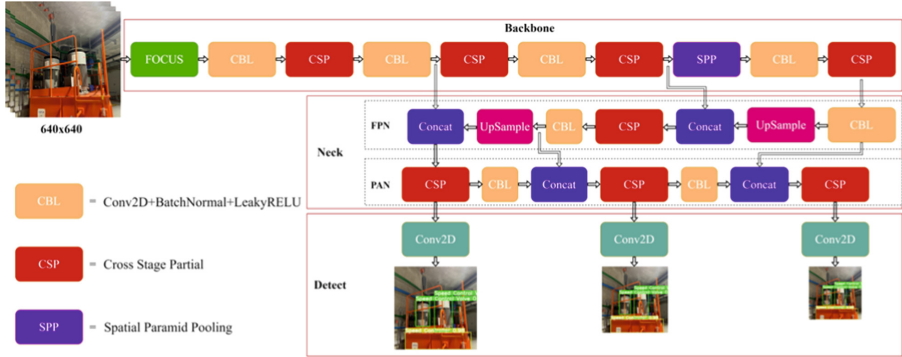 Backbone
FOCUS CBL CSP CBL CSP CBL CSP SPP CBL CSP
640x640
FPN Concat UpSample CBL CSP Concat UpSample CBL
Neck
PAN CSP CBL Concat CSP CBL Concat CSP
CBL = Conv2D+BatchNormal+LeakyRELU
Conv2D Conv2D Conv2D
CSP = Cross Stage Partial
Detect
SPP = Spatial Paramid Pooling